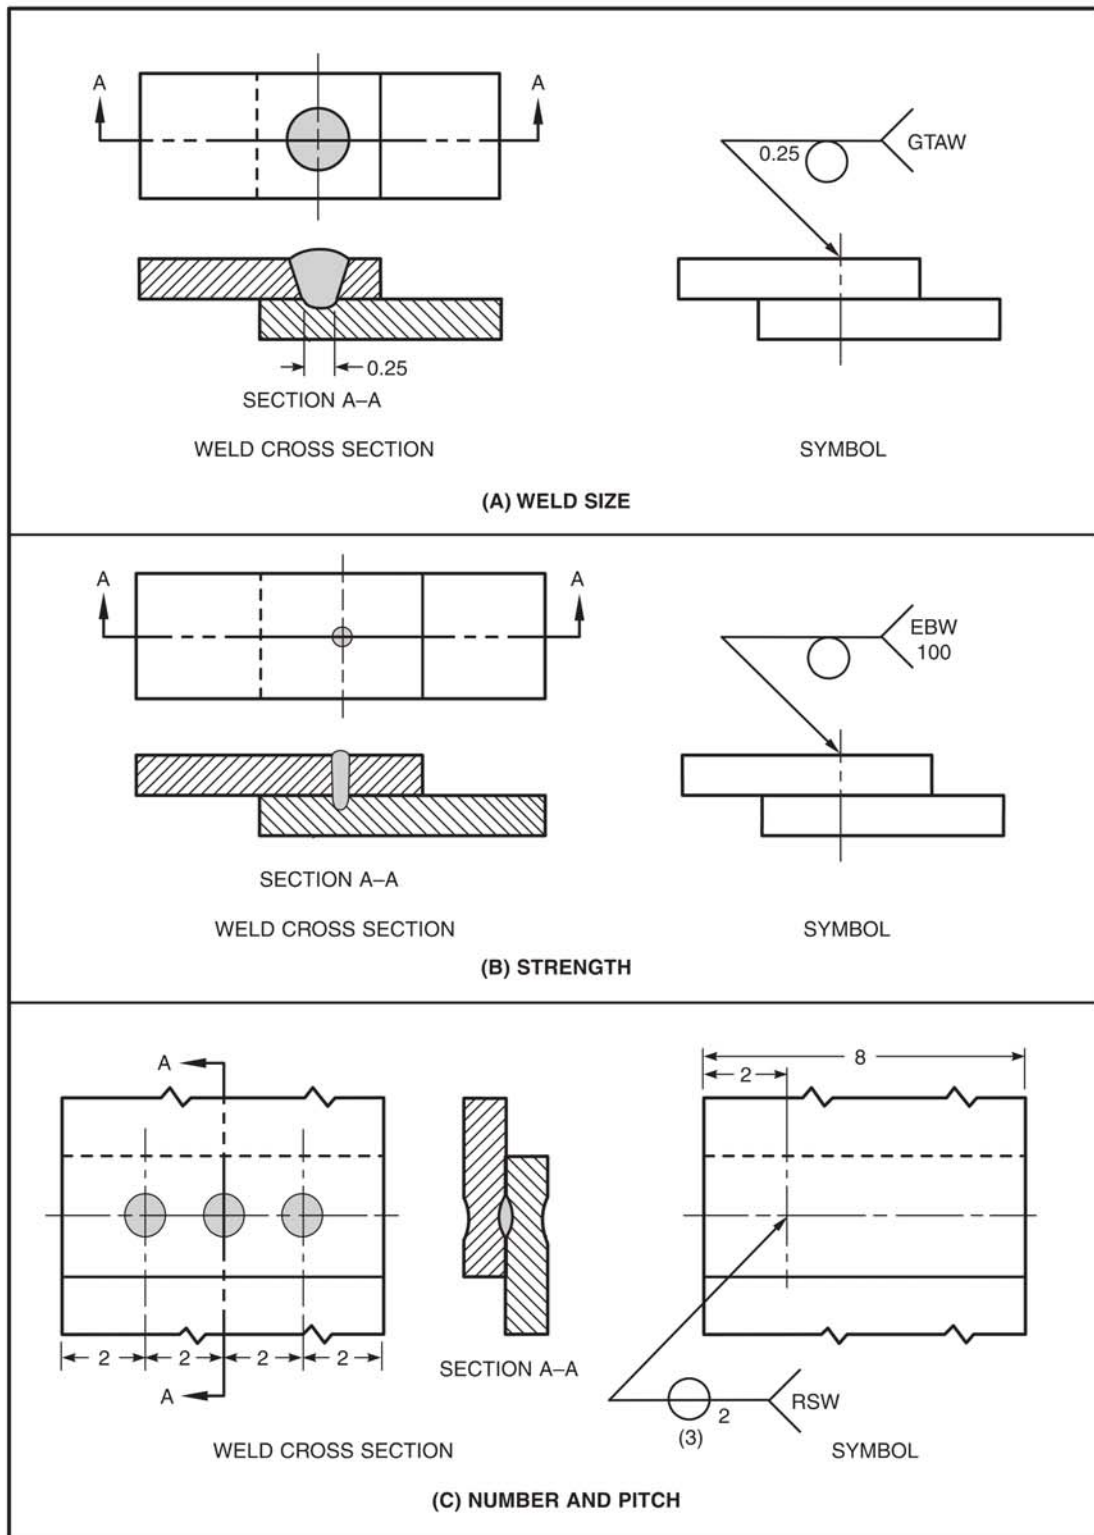 A
A
0.25
GTAW
0.25
SECTION A–A
WELD CROSS SECTION
SYMBOL
(A) WELD SIZE
A
A
EBW
100
SECTION A–A
WELD CROSS SECTION
SYMBOL
(B) STRENGTH
A
8
2
2
2
2
2
A
SECTION A–A
2
RSW
(3)
WELD CROSS SECTION
SYMBOL
(C) NUMBER AND PITCH